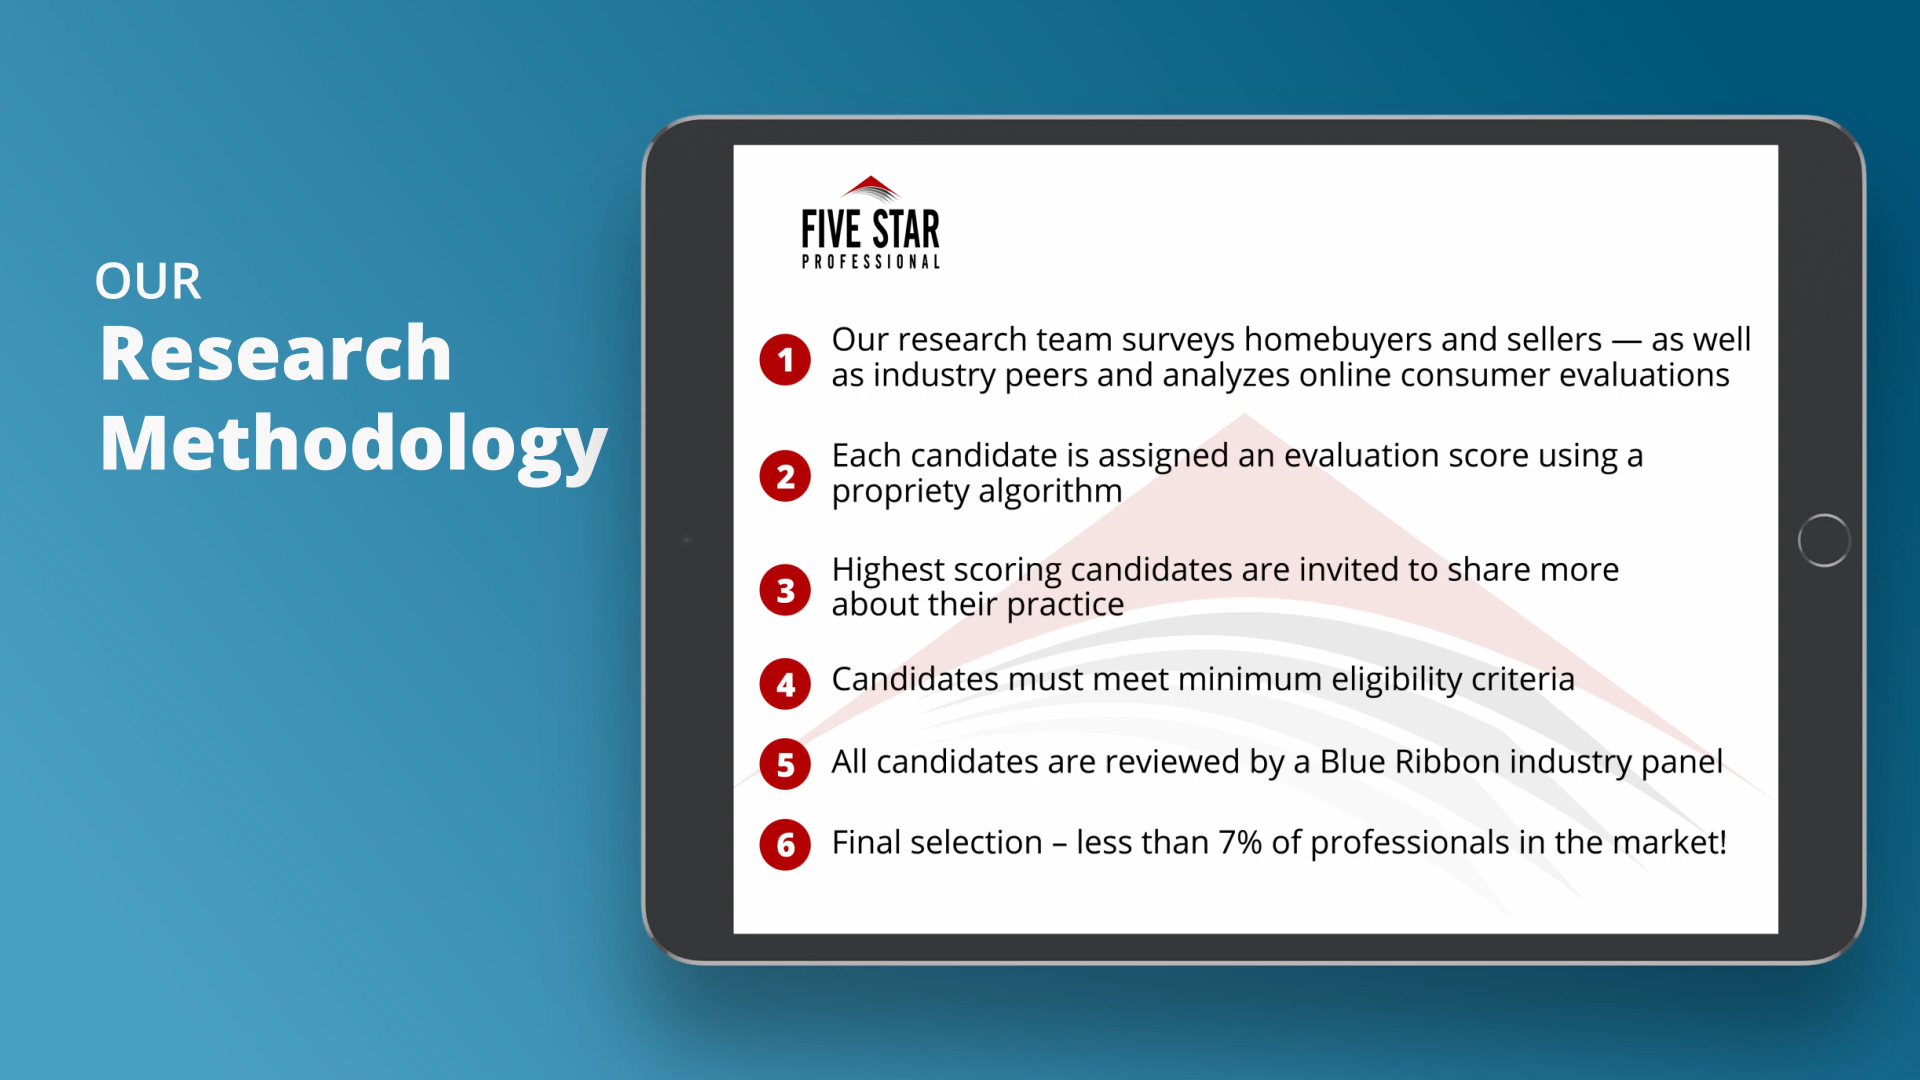 OUR
Research
Methodology
FIVE STAR
PROFESSIONAL
1 Our research team surveys homebuyers and sellers — as well
as industry peers and analyzes online consumer evaluations
2 Each candidate is assigned an evaluation score using a
propriety algorithm
3 Highest scoring candidates are invited to share more
about their practice
4 Candidates must meet minimum eligibility criteria
5 All candidates are reviewed by a Blue Ribbon industry panel
6 Final selection – less than 7% of professionals in the market!